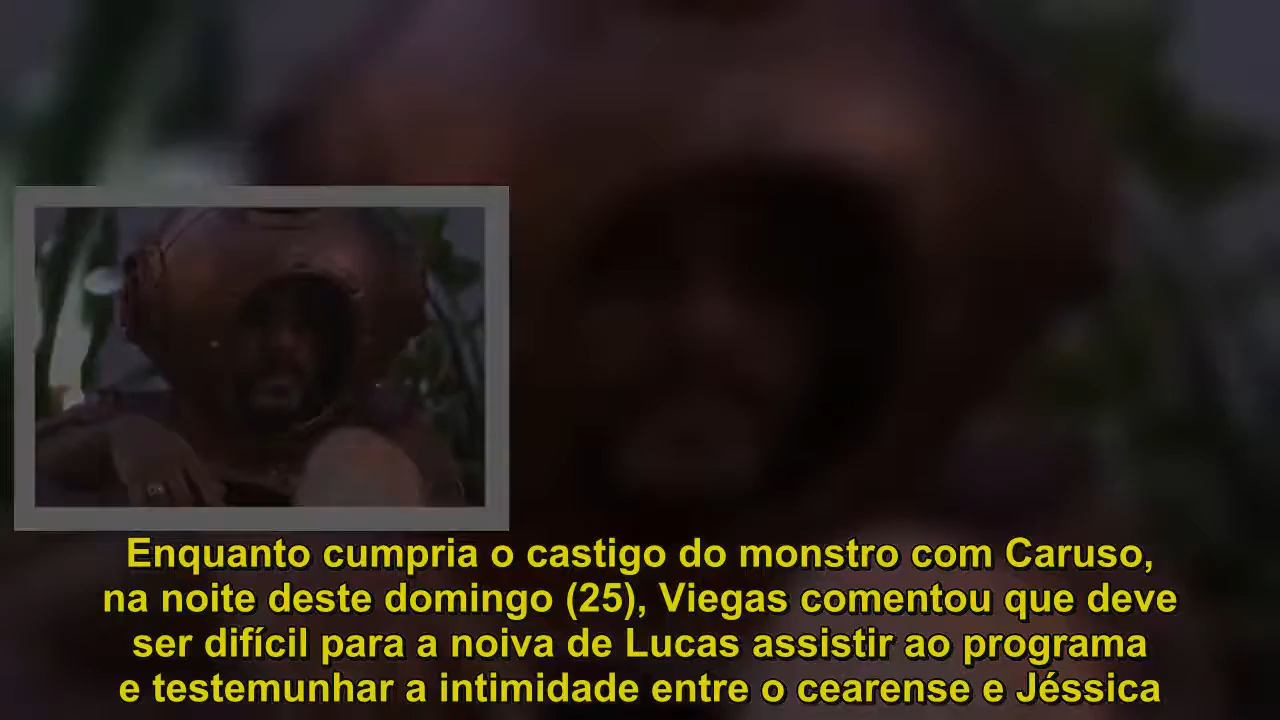 Enquanto cumpria o castigo do monstro com Caruso,
na noite deste domingo (25), Viegas comentou que deve
ser difícil para a noiva de Lucas assistir ao programa
e testemunhar a intimidade entre o cearense e Jéssica